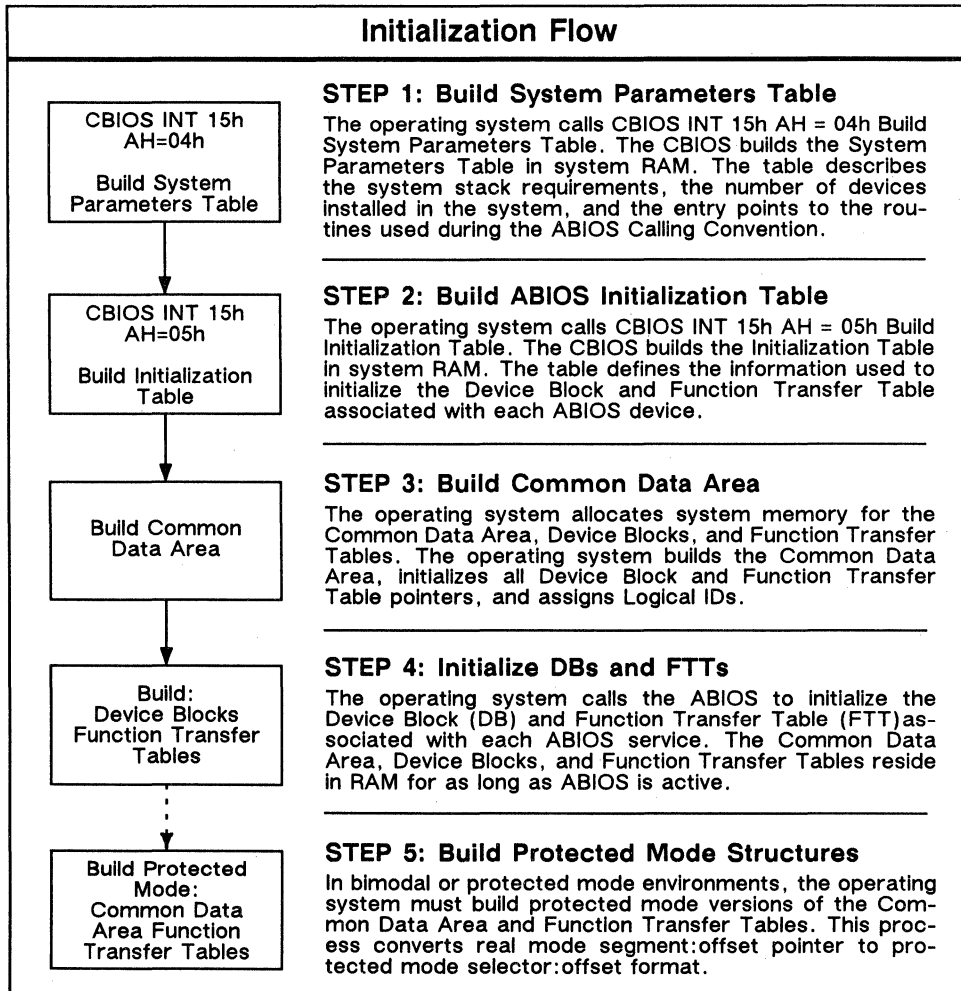 Initialization Flow
CBIOS INT 15h
AH=04h
Build System
Parameters Table
STEP 1: Build System Parameters Table
The operating system calls CBIOS INT 15h AH = 04h Build
System Parameters Table. The CBIOS builds the System
Parameters Table in system RAM. The table describes
the system stack requirements, the number of devices
installed in the system, and the entry points to the rou-
tines used during the ABIOS Calling Convention.
CBIOS INT 15h
AH=05h
Build Initialization
Table
STEP 2: Build ABIOS Initialization Table
The operating system calls CBIOS INT 15h AH = 05h Build
Initialization Table. The CBIOS builds the Initialization Table
in system RAM. The table defines the information used to
initialize the Device Block and Function Transfer Table
associated with each ABIOS device.
Build Common
Data Area
STEP 3: Build Common Data Area
The operating system allocates system memory for the
Common Data Area, Device Blocks, and Function Transfer
Tables. The operating system builds the Common Data
Area, initializes all Device Block and Function Transfer
Table pointers, and assigns Logical IDs.
Build:
Device Blocks
Function Transfer
Tables
STEP 4: Initialize DBs and FTTs
The operating system calls the ABIOS to initialize the
Device Block (DB) and Function Transfer Table (FTT)as-
sociated with each ABIOS service. The Common Data
Area, Device Blocks, and Function Transfer Tables reside
in RAM for as long as ABIOS is active.
Build Protected
Mode:
Common Data
Area Function
Transfer Tables
STEP 5: Build Protected Mode Structures
In bimodal or protected mode environments, the operating
system must build protected mode versions of the Com-
mon Data Area and Function Transfer Tables. This proc-
ess converts real mode segment:offset pointer to pro-
tected mode selector:offset format.